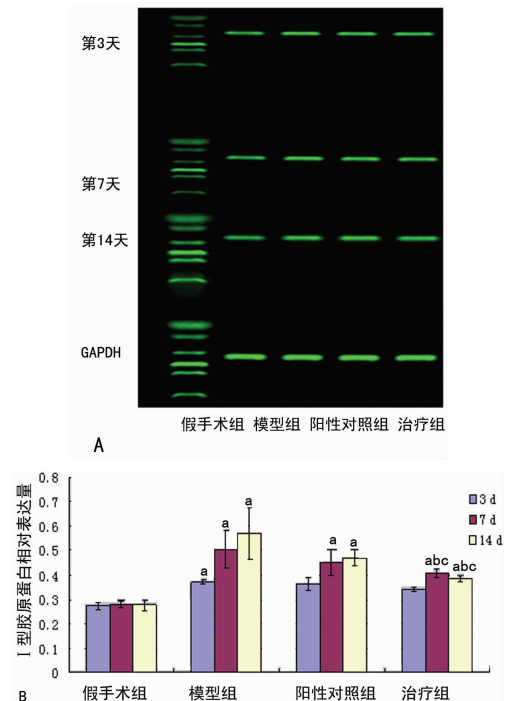 第3天
第7天
第14天
GAPDH
假手术组 模型组 阳性对照组 治疗组
A
I型胶原蛋白相对表达量
0.8
0.7
0.6
0.5
0.4
0.3
0.2
0.1
0
3 d
7 d
14 d
a
a
a
a
a
abc
abc
假手术组 模型组 阳性对照组 治疗组
B